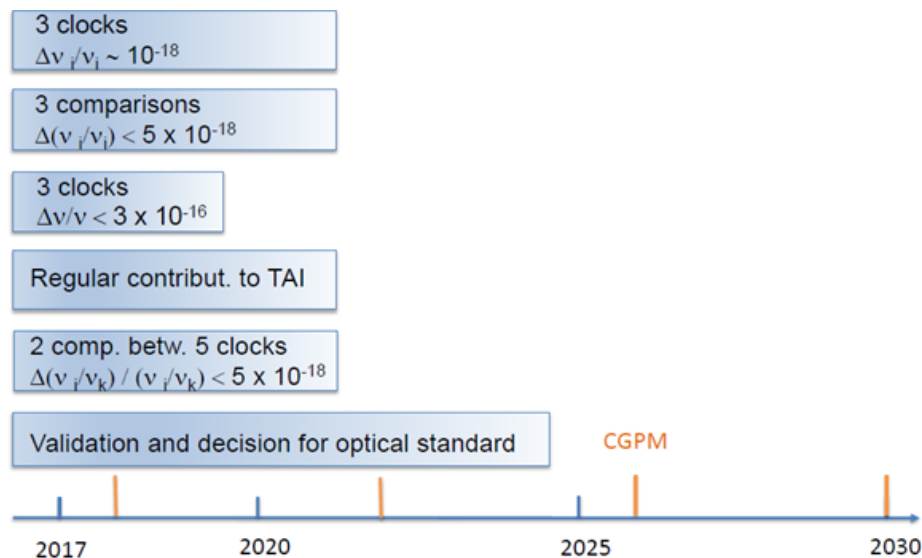 3 clocks
Δν i/νi ~ 10-18
3 comparisons
Δ(ν i/νi) < 5 x 10-18
3 clocks
Δν/ν < 3 x 10-16
Regular contribut. to TAI
2 comp. betw. 5 clocks
Δ(ν i/νk) / (ν i/νk) < 5 x 10-18
Validation and decision for optical standard
CGPM
2017 2020 2025 2030